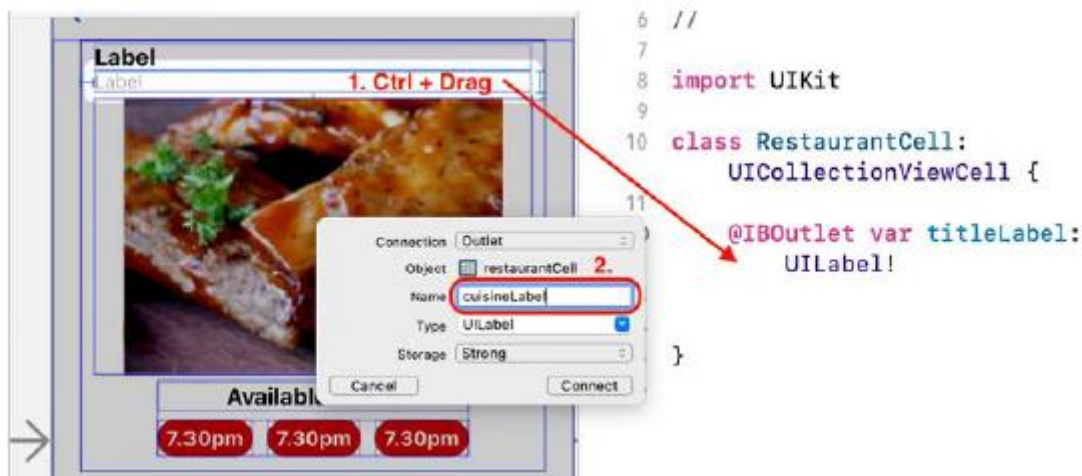 Label
Label
1. Ctrl + Drag
Connection Outlet
Object restaurantCell 2.
Name cuisineLabel
Type UILabel
Storage Strong
Cancel Connect
Availabl
7.30pm 7.30pm 7.30pm
6 //
7
8 import UIKit
9
10 class RestaurantCell:
UICollectionViewCell {
11
@IBOutlet var titleLabel:
UILabel!
}